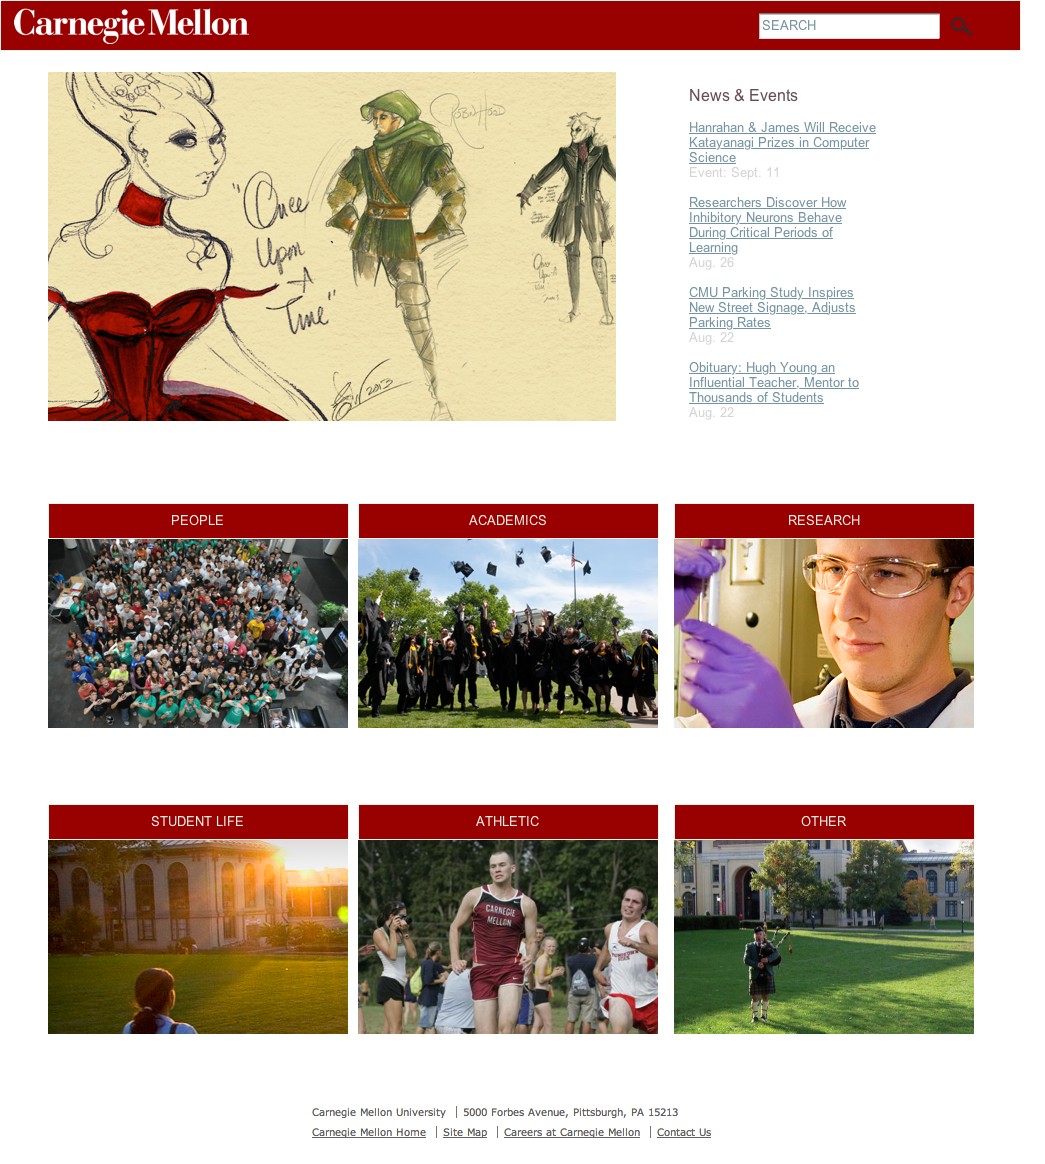 Carnegie Mellon
SEARCH
"Once
Upon
A
Time"
Robin Hood
Once
Upon A
2013
News & Events
Hanrahan & James Will Receive
Katayanagi Prizes in Computer
Science
Event: Sept. 11
Researchers Discover How
Inhibitory Neurons Behave
During Critical Periods of
Learning
Aug. 26
CMU Parking Study Inspires
New Street Signage, Adjusts
Parking Rates
Aug. 22
Obituary: Hugh Young an
Influential Teacher, Mentor to
Thousands of Students
Aug. 22
PEOPLE
ACADEMICS
RESEARCH
STUDENT LIFE
ATHLETIC
OTHER
CARNEGIE
MELLON
Carnegie Mellon University | 5000 Forbes Avenue, Pittsburgh, PA 15213
Carnegie Mellon Home | Site Map | Careers at Carnegie Mellon | Contact Us